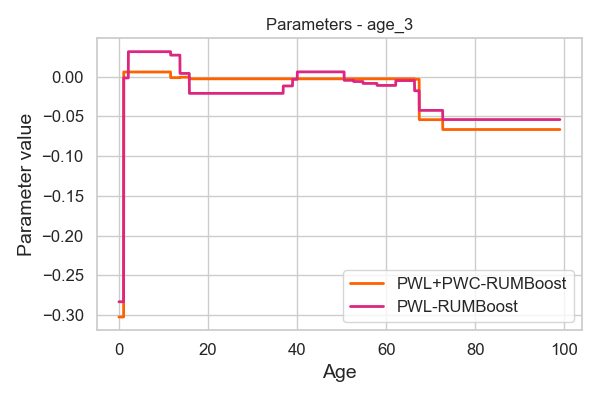 Parameters - age_3
0.00
−0.05
−0.10
−0.15
−0.20
−0.25
−0.30
Parameter value
0 20 40 60 80 100
Age
PWL+PWC-RUMBoost
PWL-RUMBoost